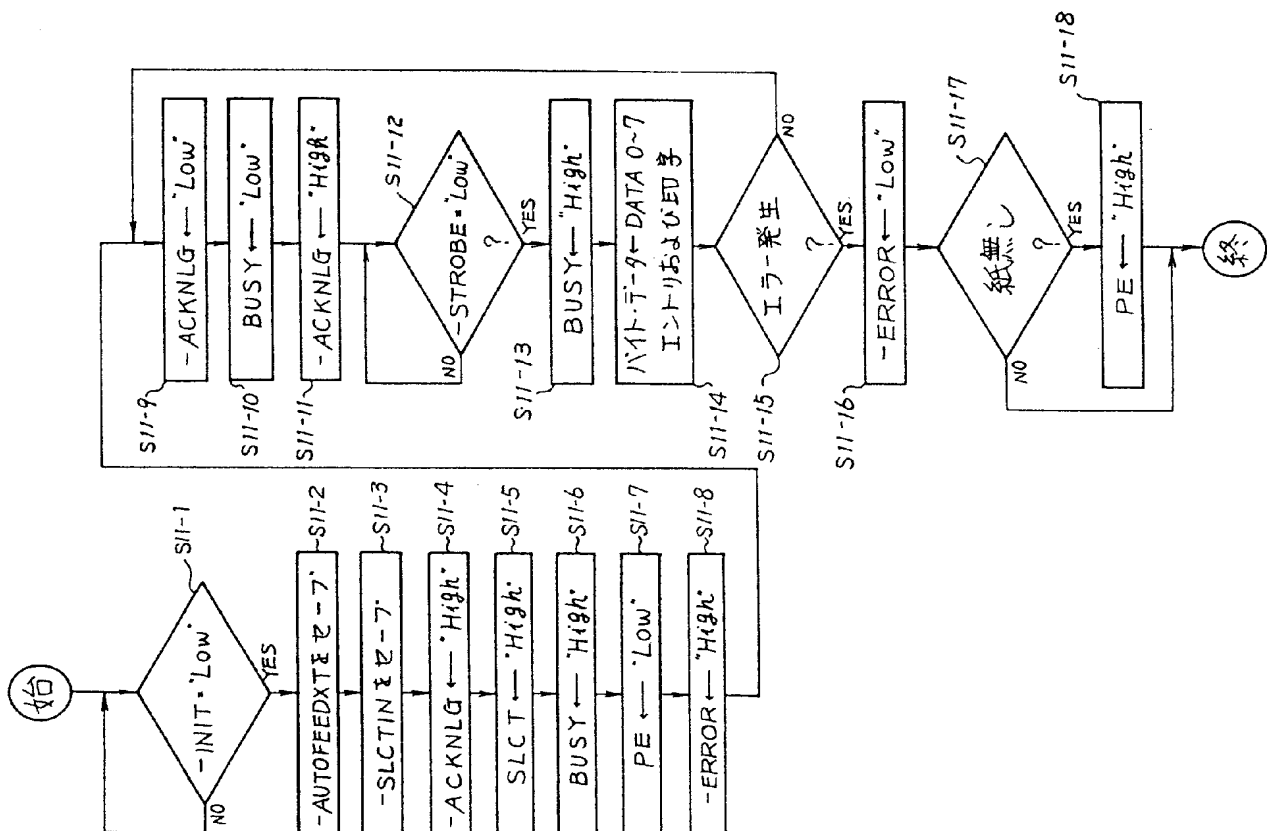 始
-INIT="Low"
?
YES
NO
S11-1
-AUTOFEEDXTをセーブ
S11-2
-SLCTINをセーブ
S11-3
-ACKNLG ← "High"
S11-4
SLCT ← "High"
S11-5
BUSY ← "High"
S11-6
PE ← "Low"
S11-7
-ERROR ← "High"
S11-8
-ACKNLG ← "Low"
S11-9
BUSY ← "Low"
S11-10
-ACKNLG ← "High"
S11-11
-STROBE="Low"
?
YES
NO
S11-12
BUSY ← "High"
S11-13
バイト・データ←DATA 0~7
エントリおよび印字
S11-14
エラー発生
?
YES
NO
S11-15
-ERROR ← "Low"
S11-16
紙無し
?
YES
NO
S11-17
PE ← "High"
S11-18
終